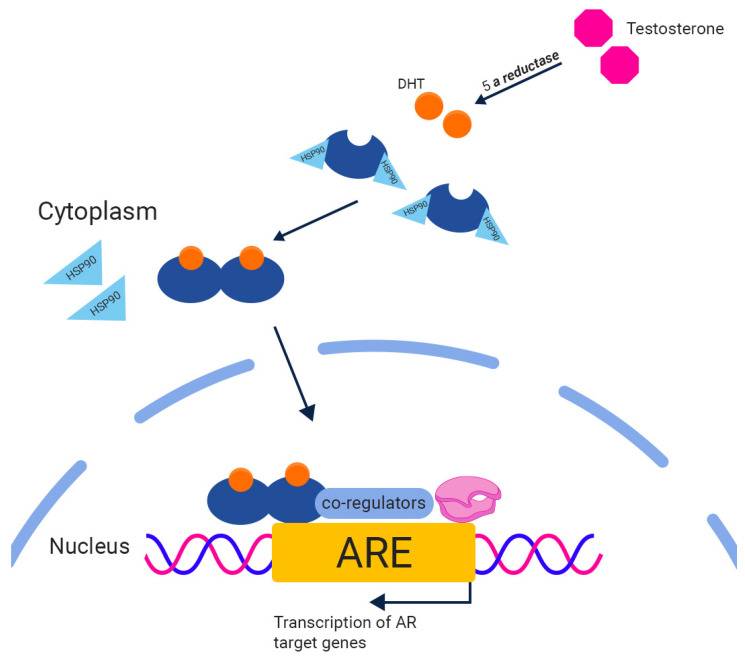 Testosterone
5 a reductase
DHT
HSP90
HSP90
HSP90
HSP90
Cytoplasm
HSP90
HSP90
co-regulators
Nucleus
ARE
Transcription of AR
target genes